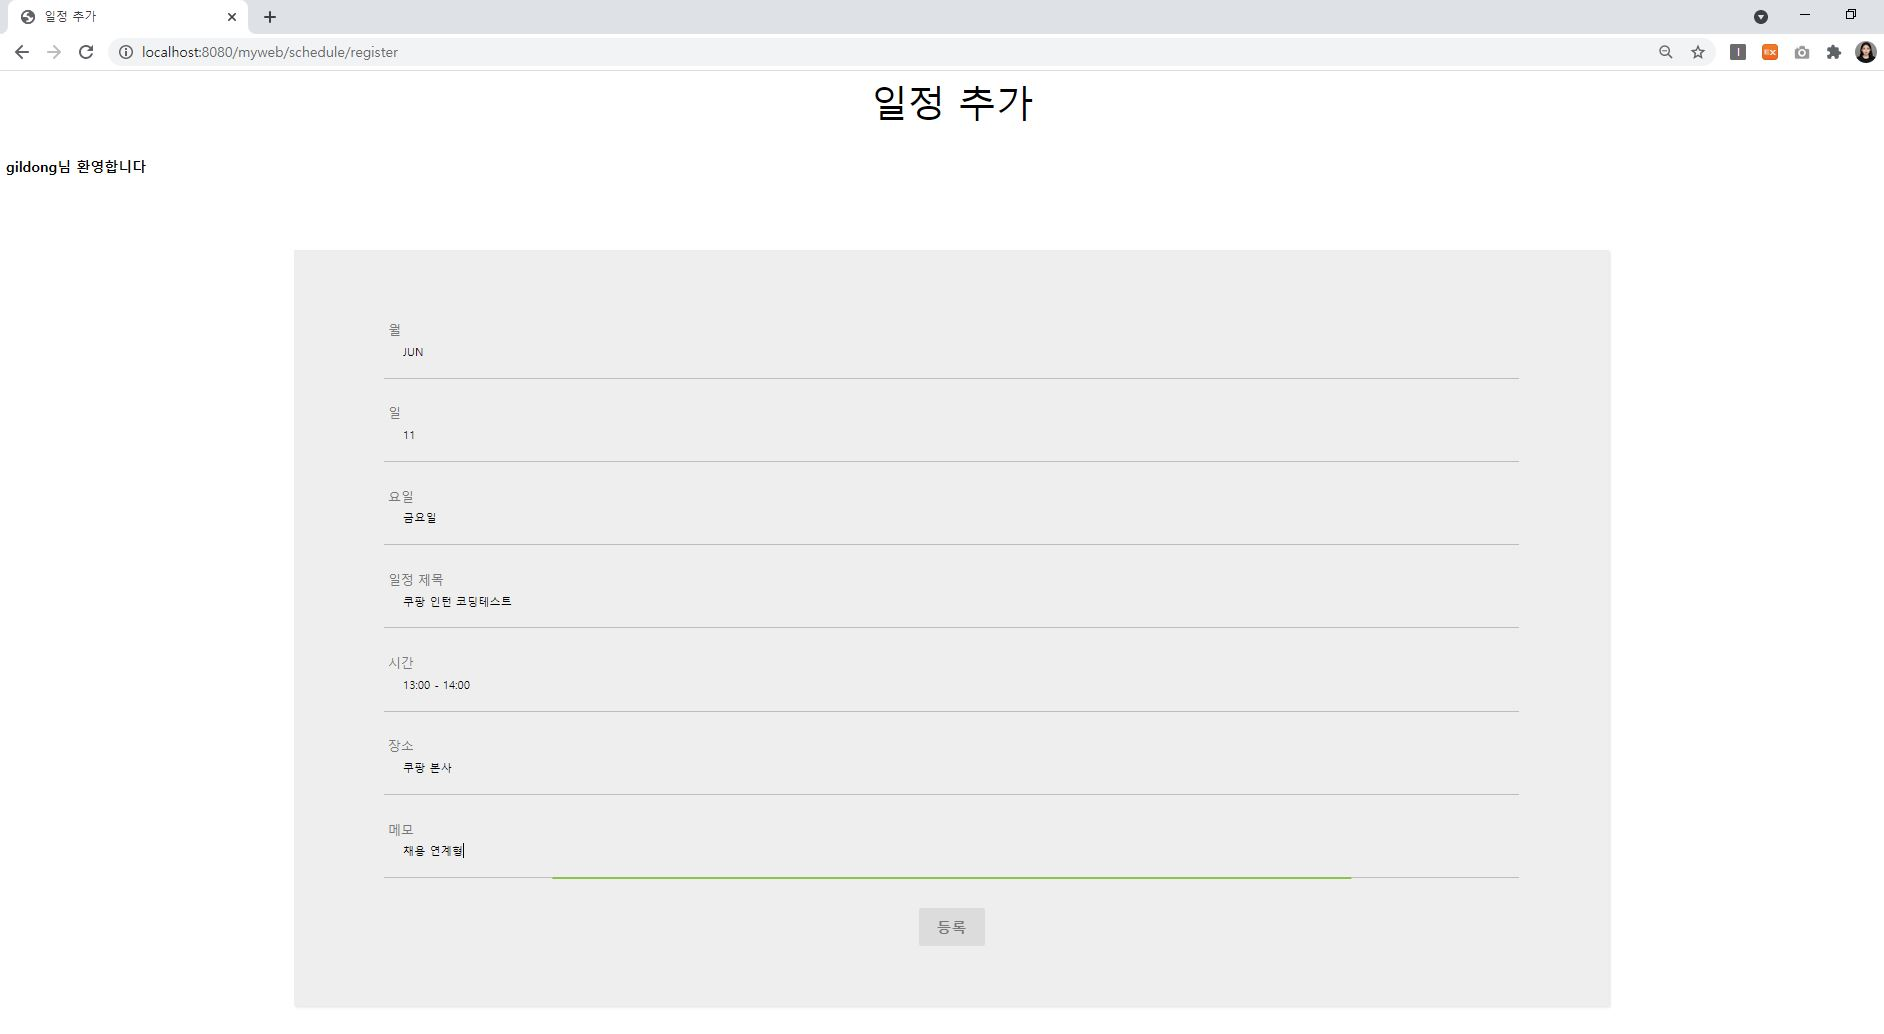 일정 추가
localhost:8080/myweb/schedule/register
일정 추가
gildong님 환영합니다
월
JUN
일
11
요일
금요일
일정 제목
쿠팡 인턴 코딩테스트
시간
13:00 - 14:00
장소
쿠팡 본사
메모
채용 연계형
등록